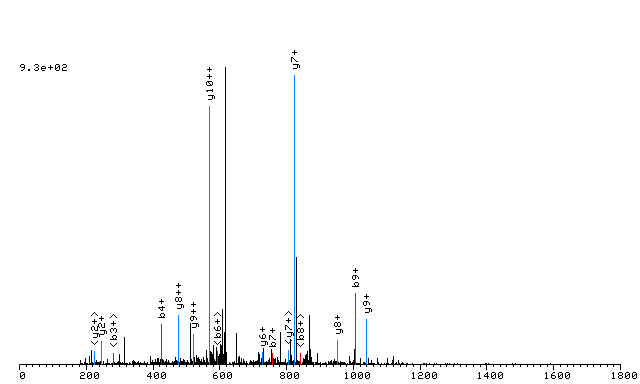 y7+
9.3e+02
y10++
b9+
y8++
b4+
y9++
y9+
y2+>
y2+
b3+>
b6+>
y6+
b7+
y7+>
b8+>
y8+
0 200 400 600 800 1000 1200 1400 1600 1800